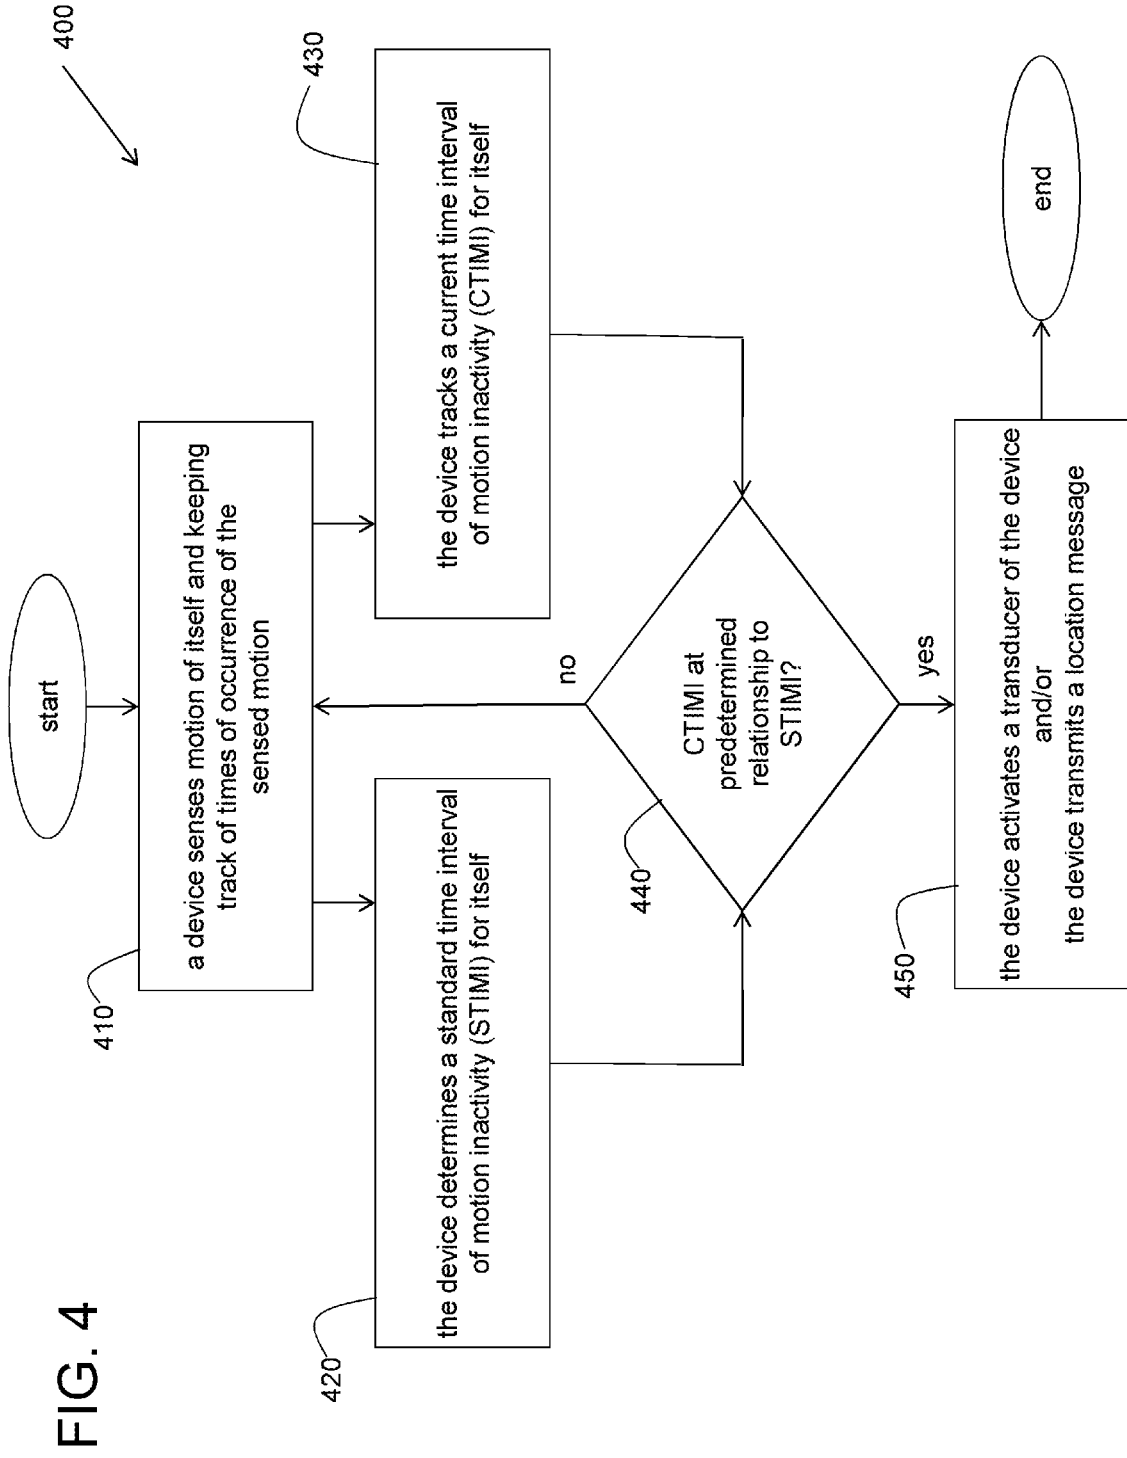 FIG. 4
400
start
410
a device senses motion of itself and keeping
track of times of occurrence of the
sensed motion
420
the device determines a standard time interval
of motion inactivity (STIMI) for itself
430
the device tracks a current time interval
of motion inactivity (CTIMI) for itself
no
440
CTIMI at
predetermined
relationship to
STIMI?
yes
450
the device activates a transducer of the device
and/or
the device transmits a location message
end